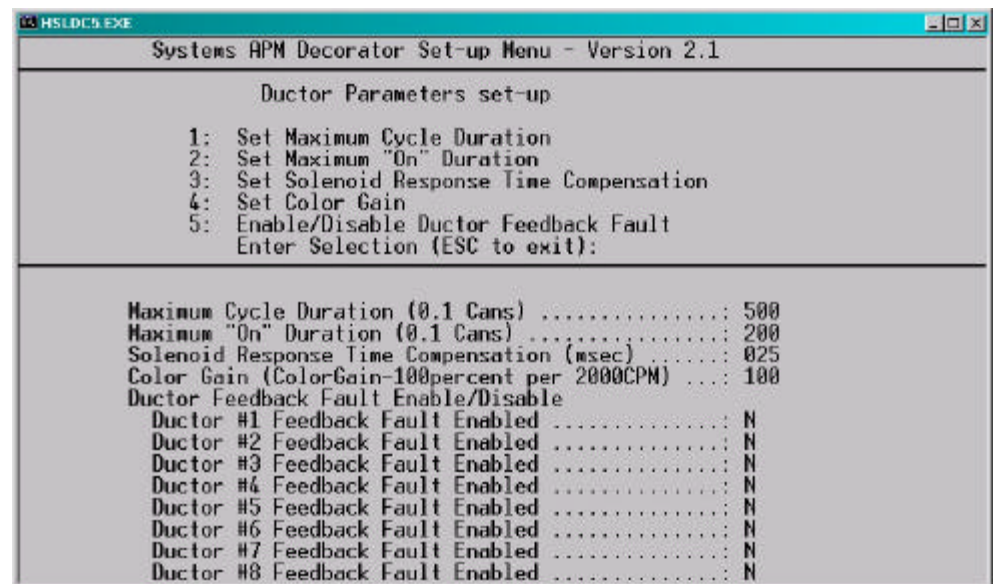 HSLDC5.EXE
Systems APM Decorator Set-up Menu - Version 2.1
Ductor Parameters set-up
1: Set Maximum Cycle Duration
2: Set Maximum "On" Duration
3: Set Solenoid Response Time Compensation
4: Set Color Gain
5: Enable/Disable Ductor Feedback Fault
Enter Selection (ESC to exit):
Maximum Cycle Duration (0.1 Cans) ...............: 500
Maximum "On" Duration (0.1 Cans) ................: 200
Solenoid Response Time Compensation (msec) ......: 025
Color Gain (ColorGain-100percent per 2000CPM) ...: 100
Ductor Feedback Fault Enable/Disable
Ductor #1 Feedback Fault Enabled ..............: N
Ductor #2 Feedback Fault Enabled ..............: N
Ductor #3 Feedback Fault Enabled ..............: N
Ductor #4 Feedback Fault Enabled ..............: N
Ductor #5 Feedback Fault Enabled ..............: N
Ductor #6 Feedback Fault Enabled ..............: N
Ductor #7 Feedback Fault Enabled ..............: N
Ductor #8 Feedback Fault Enabled ..............: N